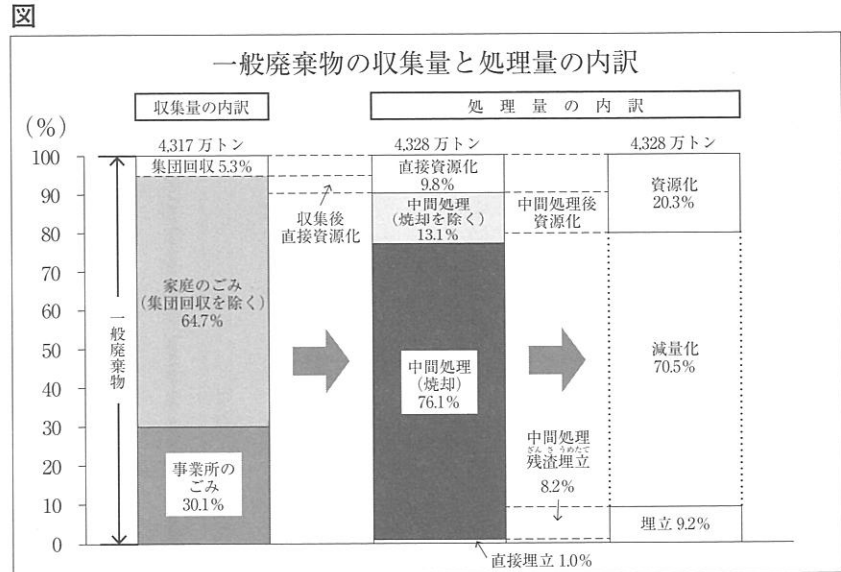 図
一般廃棄物の収集量と処理量の内訳
収集量の内訳
処理量の内訳
(%)
4,317万トン
4,328万トン
4,328万トン
100
90
80
70
60
50
40
30
20
10
0
一般廃棄物
集団回収 5.3%
家庭のごみ
(集団回収を除く)
64.7%
事業所の
ごみ
30.1%
収集後
直接資源化
直接資源化
9.8%
中間処理
(焼却を除く)
13.1%
中間処理
(焼却)
76.1%
直接埋立 1.0%
中間処理後
資源化
中間処理
ざんさうめたて
残渣埋立
8.2%
資源化
20.3%
減量化
70.5%
埋立 9.2%